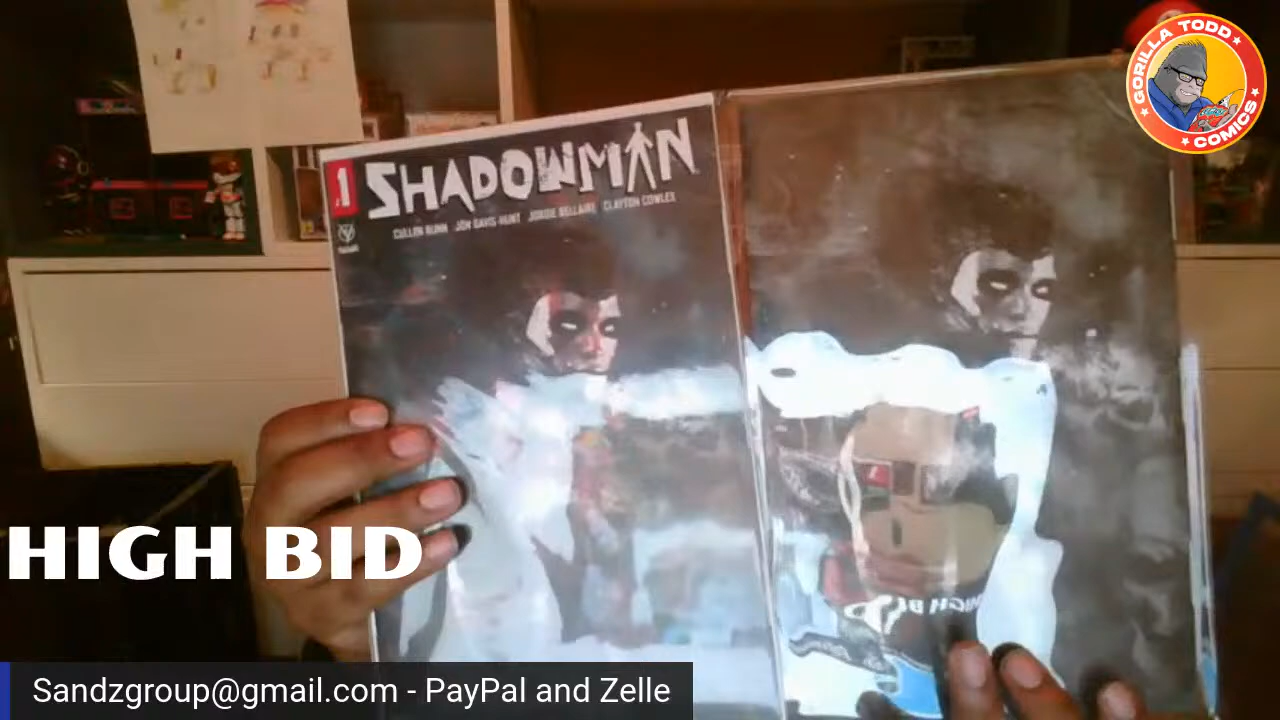 GORILLA TODD
COMICS
.1 SHADOWMAN
CULLEN BUNN JON DAVIS-HUNT JORDIE BELLAIRE CLAYTON COWLES
HIGH BID
Sandzgroup@gmail.com - PayPal and Zelle